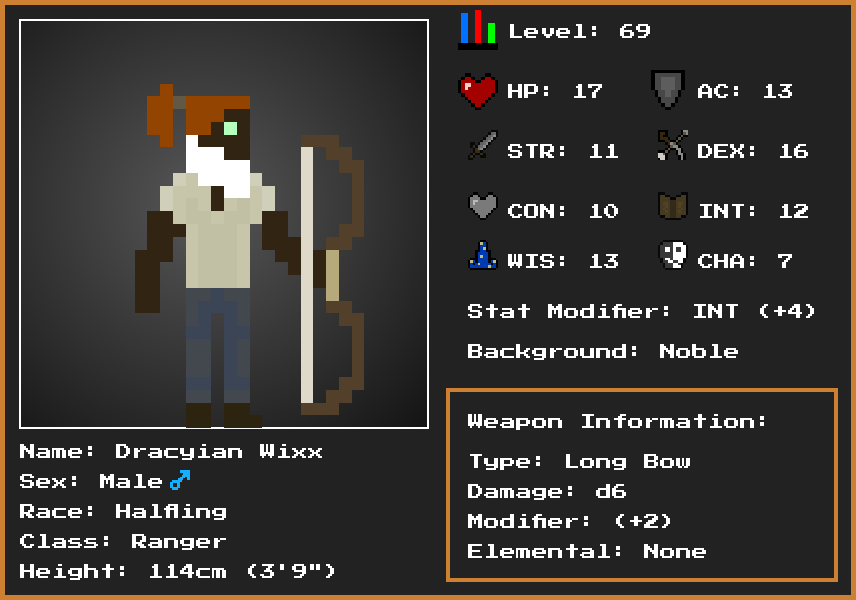 Level: 69
HP: 17
AC: 13
STR: 11
DEX: 16
CON: 10
INT: 12
WIS: 13
CHA: 7
Stat Modifier: INT (+4)
Background: Noble
Weapon Information:
Type: Long Bow
Damage: d6
Modifier: (+2)
Elemental: None
Name: Dracyian Wixx
Sex: Male ♂
Race: Halfling
Class: Ranger
Height: 114cm (3'9")